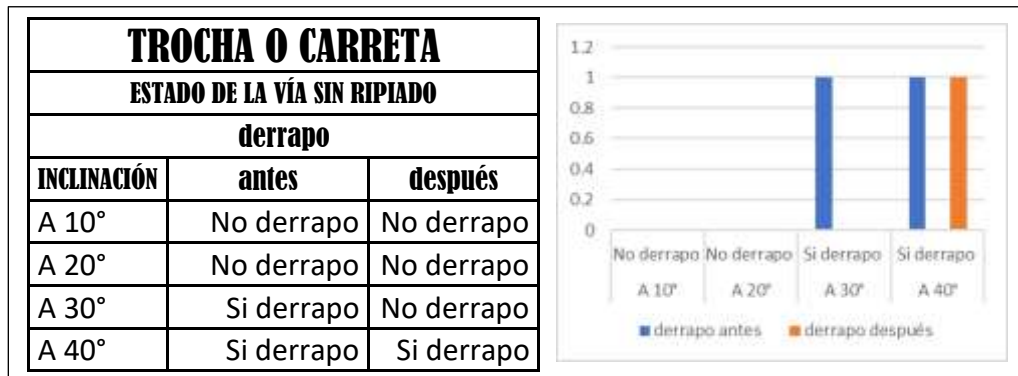 TROCHA O CARRETA
ESTADO DE LA VÍA SIN RIPIADO
derrapo
INCLINACIÓN antes después
A 10° No derrapo No derrapo
A 20° No derrapo No derrapo
A 30° Si derrapo No derrapo
A 40° Si derrapo Si derrapo
1.2
1
0.8
0.6
0.4
0.2
0
No derrapo No derrapo Si derrapo Si derrapo
A 10° A 20° A 30° A 40°
derrapo antes derrapo después